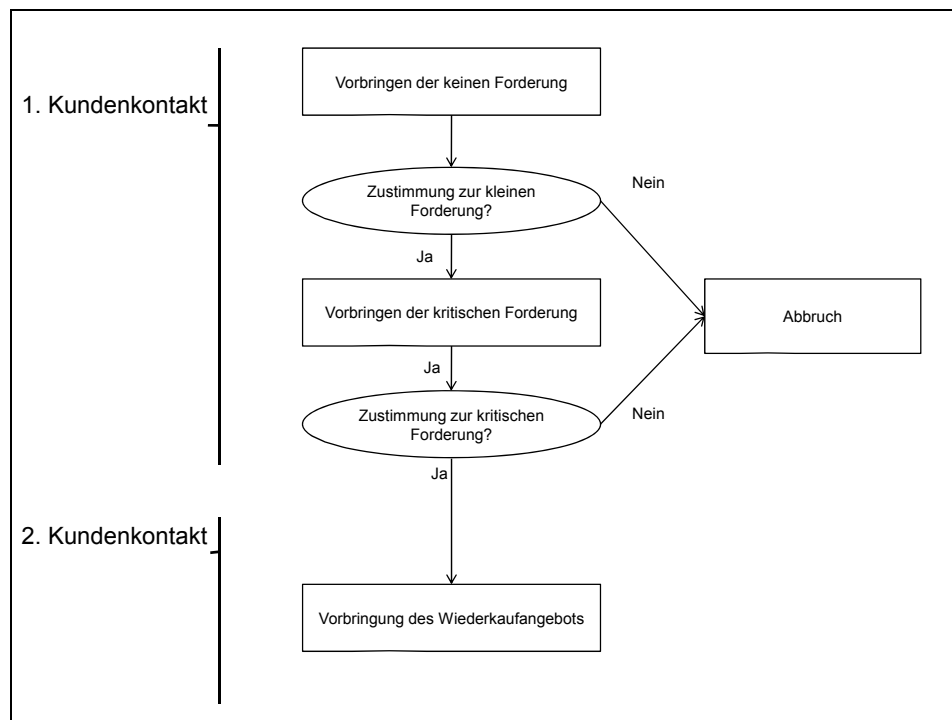 1. Kundenkontakt
Vorbringen der keinen Forderung
Zustimmung zur kleinen
Forderung?
Nein
Ja
Vorbringen der kritischen Forderung
Abbruch
Ja
Zustimmung zur kritischen
Forderung?
Nein
Ja
2. Kundenkontakt
Vorbringung des Wiederkaufangebots